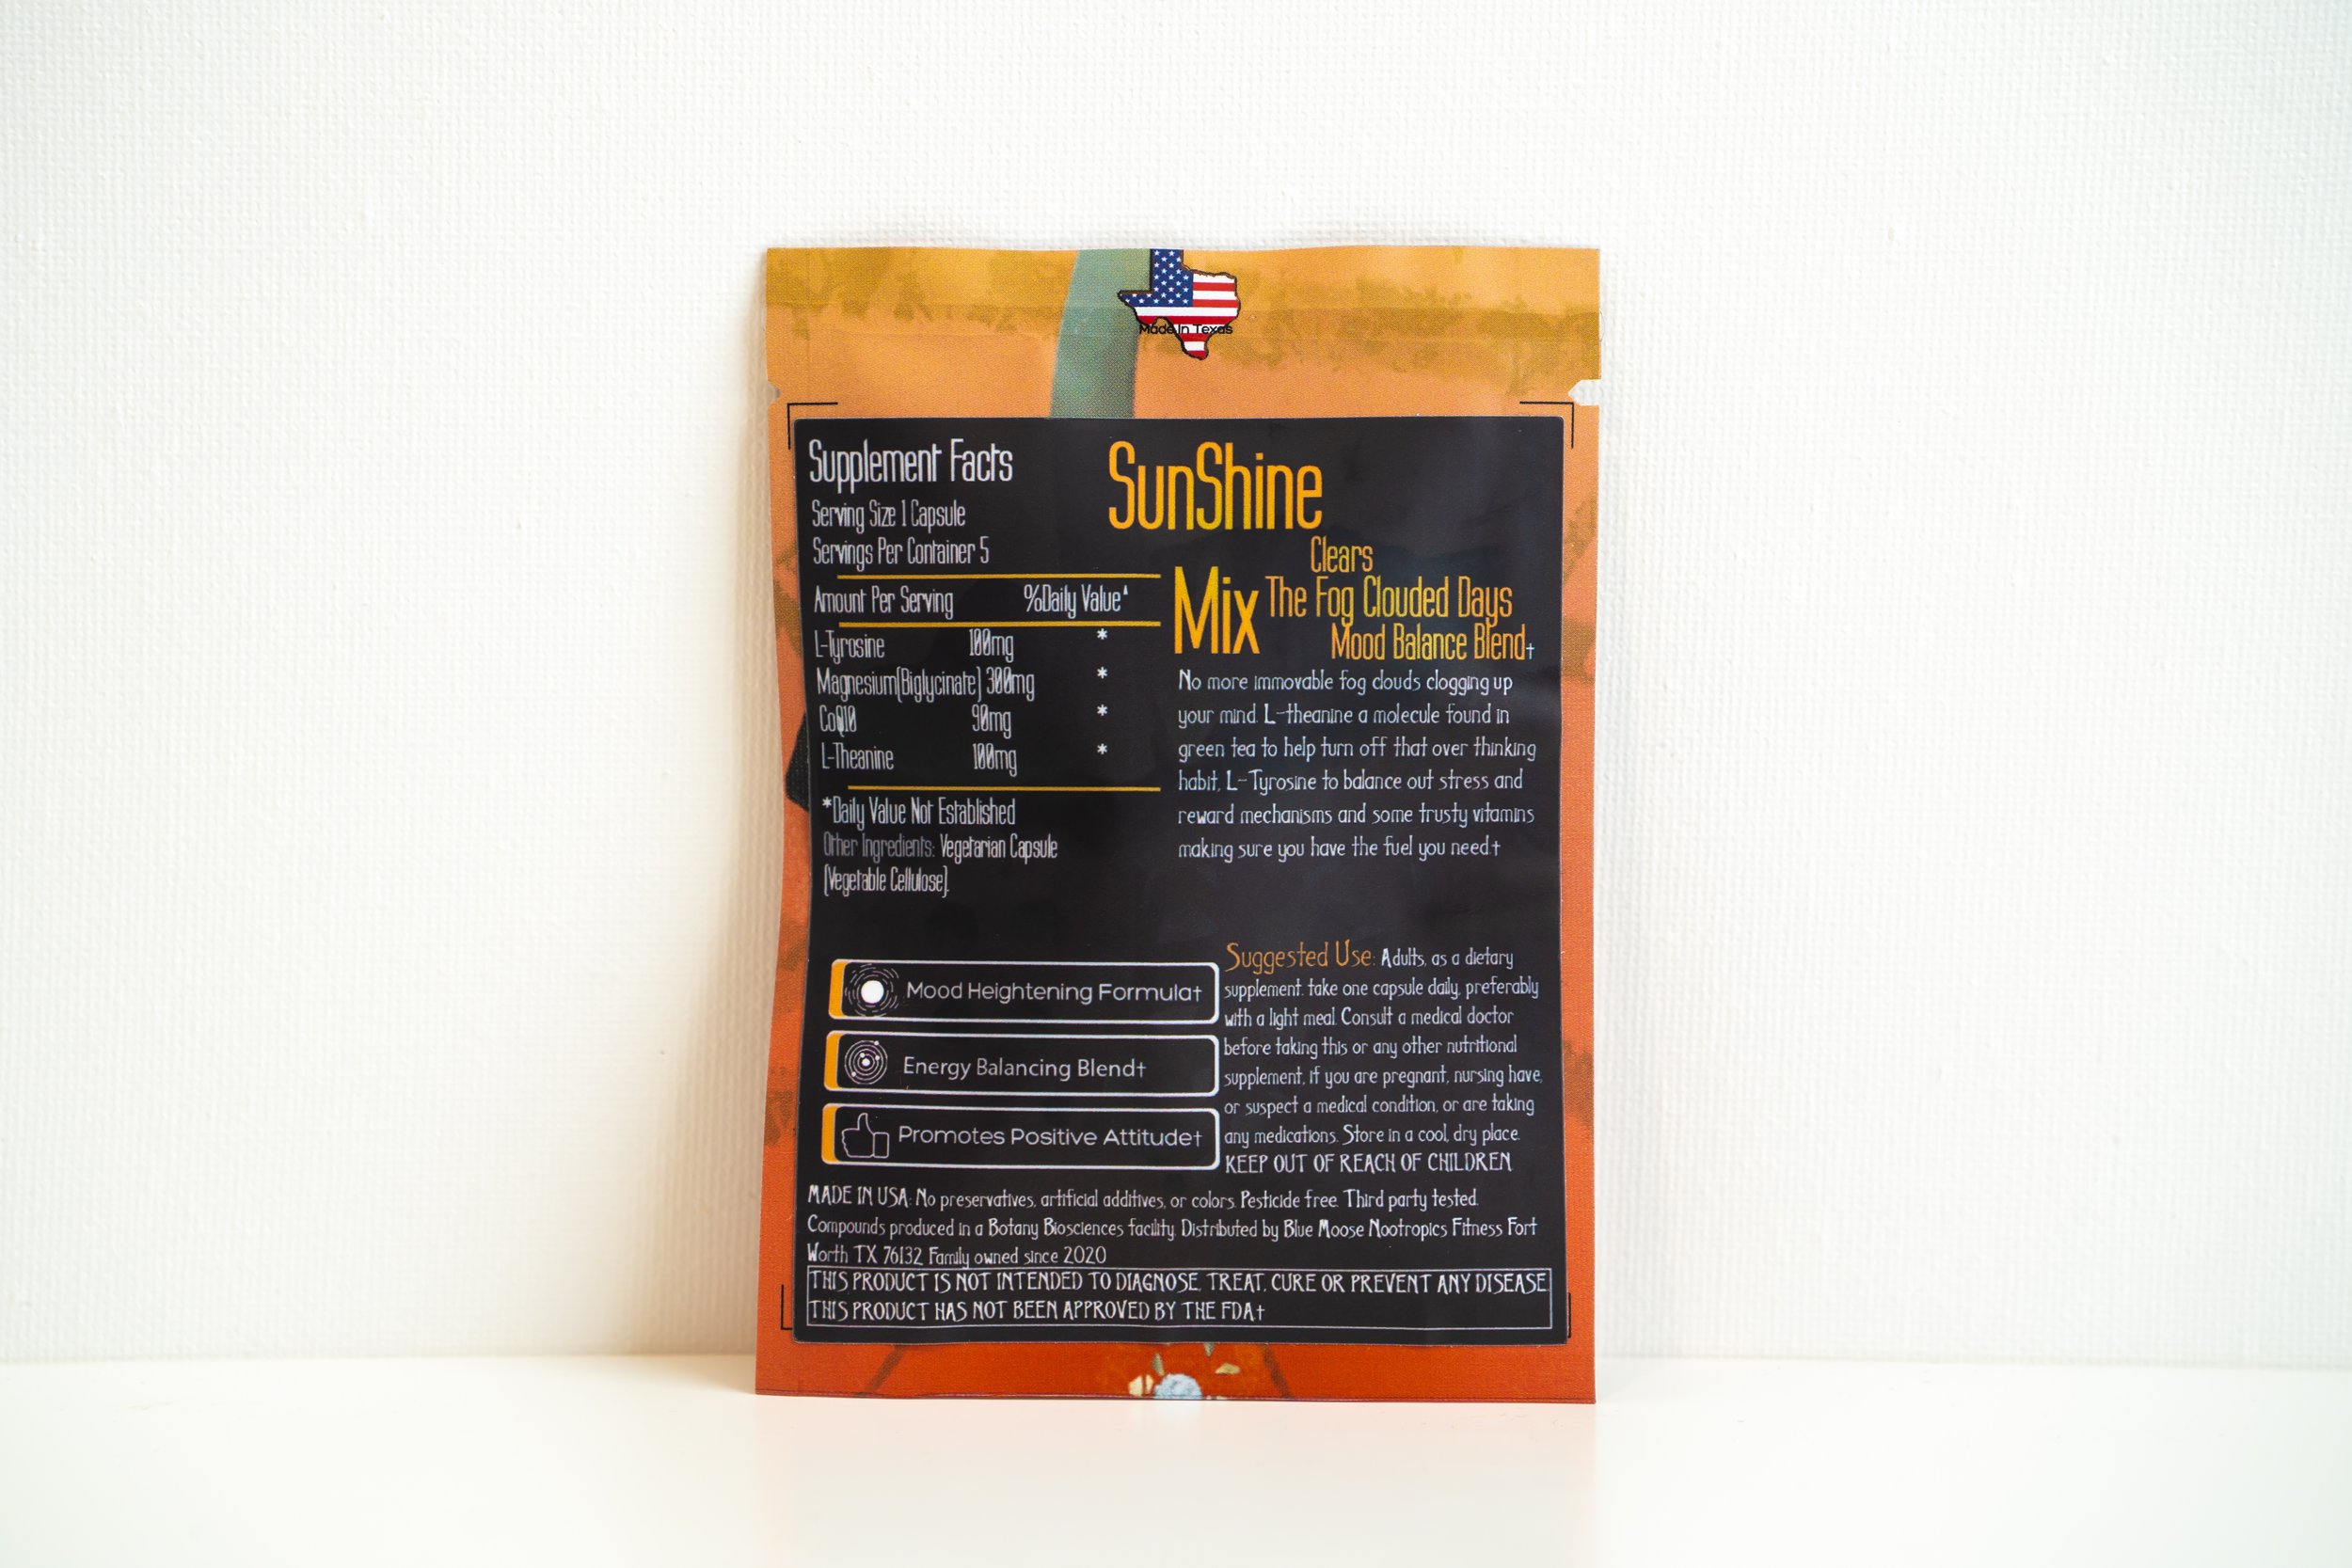 Made In Texas
Supplement Facts
Serving Size 1 Capsule
Servings Per Container 5
Amount Per Serving %Daily Value*
L-Tyrosine 100mg *
Magnesium(Biglycinate) 300mg *
CoQ10 90mg *
L-Theanine 100mg *
*Daily Value Not Established
Other Ingredients: Vegetarian Capsule
(Vegetable Cellulose).
SunShine
Mix
Clears
The Fog Clouded Days
Mood Balance Blend†
No more immovable fog clouds clogging up
your mind. L-theanine a molecule found in
green tea to help turn off that over thinking
habit, L-Tyrosine to balance out stress and
reward mechanisms and some trusty vitamins
making sure you have the fuel you need†
Mood Heightening Formula†
Energy Balancing Blend†
Promotes Positive Attitude†
Suggested Use: Adults, as a dietary
supplement. take one capsule daily, preferably
with a light meal. Consult a medical doctor
before taking this or any other nutritional
supplement, if you are pregnant, nursing have,
or suspect a medical condition, or are taking
any medications. Store in a cool, dry place.
KEEP OUT OF REACH OF CHILDREN
MADE IN USA: No preservatives, artificial additives, or colors. Pesticide free. Third party tested.
Compounds produced in a Botany Biosciences facility. Distributed by Blue Moose Nootropics Fitness Fort
Worth TX 76132. Family owned since 2020
THIS PRODUCT IS NOT INTENDED TO DIAGNOSE, TREAT, CURE OR PREVENT ANY DISEASE.
THIS PRODUCT HAS NOT BEEN APPROVED BY THE FDA†